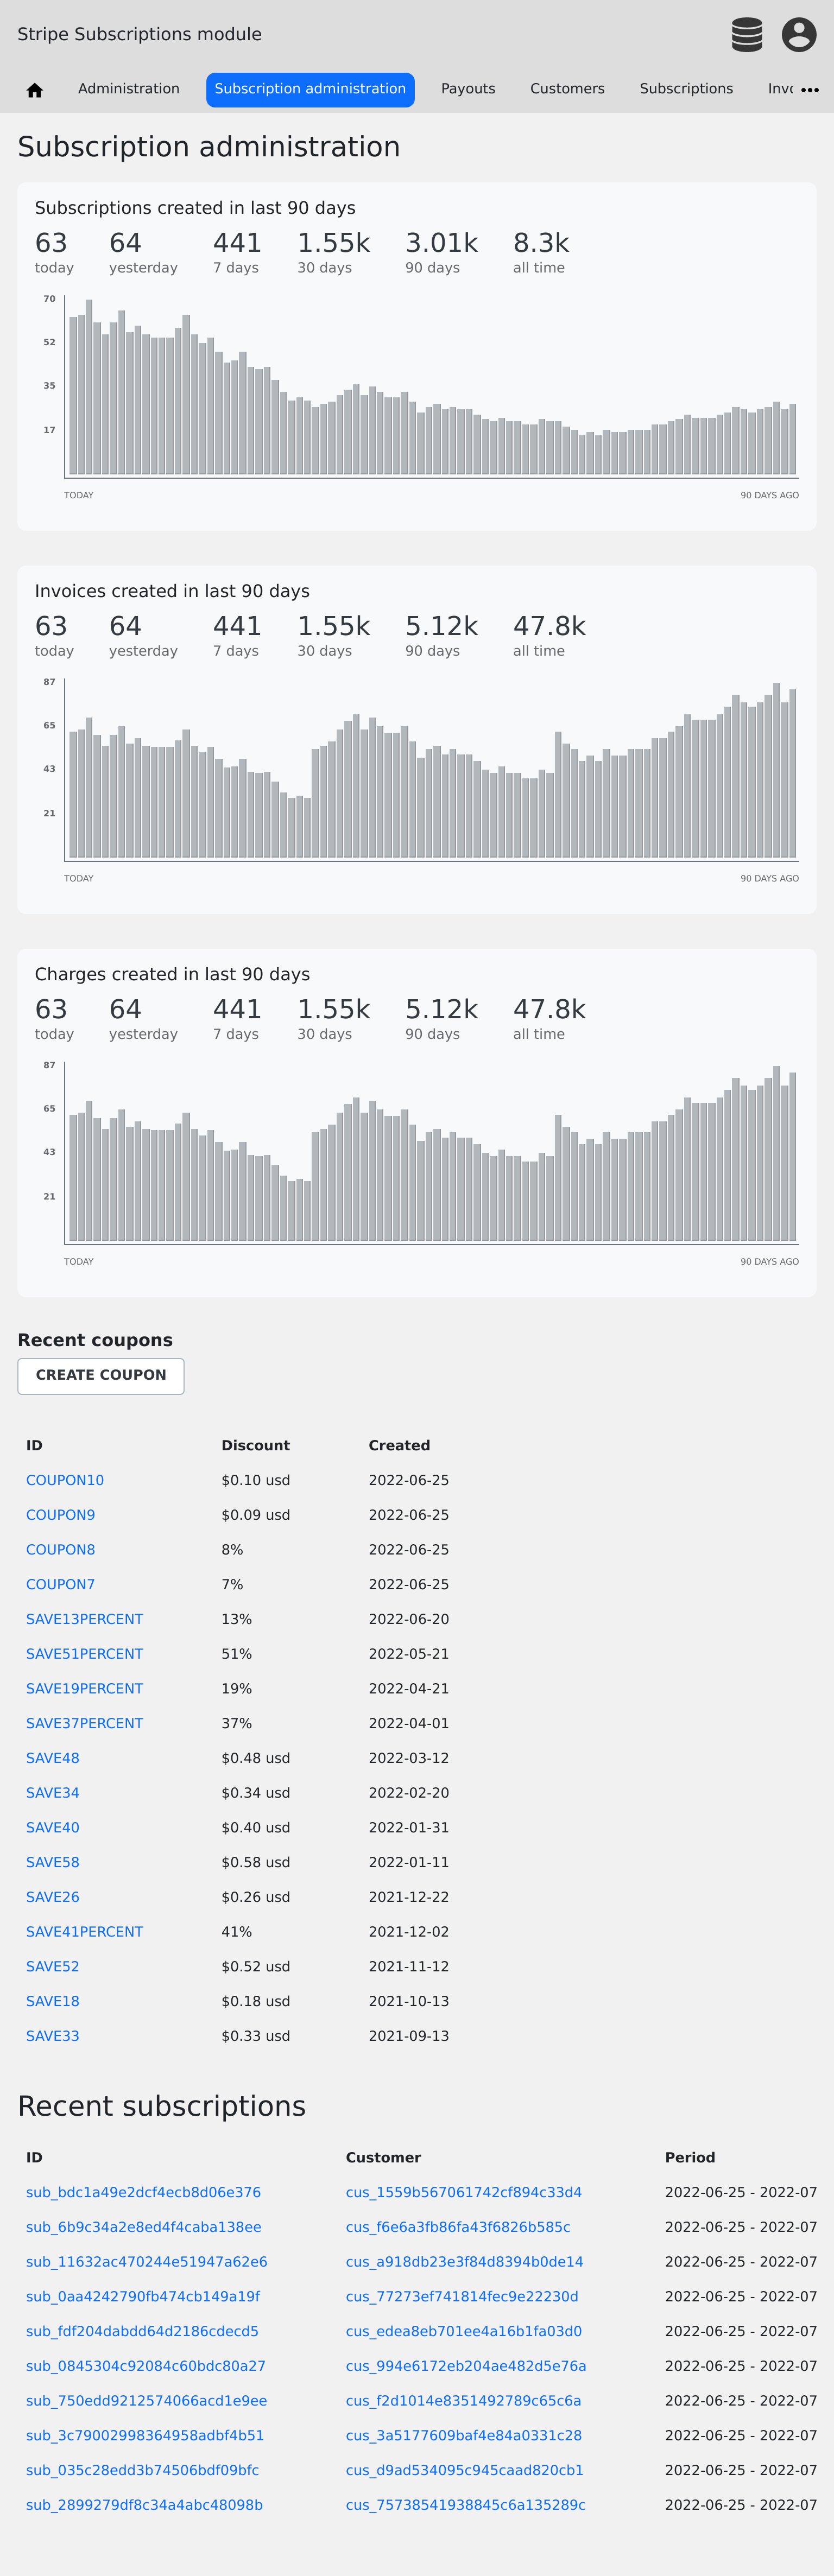 Stripe Subscriptions module
Administration Subscription administration Payouts Customers Subscriptions
Subscription administration
Subscriptions created in last 90 days
63 64 441 1.55k 3.01k 8.3k
today yesterday 7 days 30 days 90 days all time
70
52
35
17
TODAY 90 DAYS AGO
Invoices created in last 90 days
63 64 441 1.55k 5.12k 47.8k
today yesterday 7 days 30 days 90 days all time
87
65
43
21
TODAY 90 DAYS AGO
Charges created in last 90 days
63 64 441 1.55k 5.12k 47.8k
today yesterday 7 days 30 days 90 days all time
87
65
43
21
TODAY 90 DAYS AGO
Recent coupons
CREATE COUPON
ID Discount Created
COUPON10 $0.10 usd 2022-06-25
COUPON9 $0.09 usd 2022-06-25
COUPON8 8% 2022-06-25
COUPON7 7% 2022-06-25
SAVE13PERCENT 13% 2022-06-20
SAVE51PERCENT 51% 2022-05-21
SAVE19PERCENT 19% 2022-04-21
SAVE37PERCENT 37% 2022-04-01
SAVE48 $0.48 usd 2022-03-12
SAVE34 $0.34 usd 2022-02-20
SAVE40 $0.40 usd 2022-01-31
SAVE58 $0.58 usd 2022-01-11
SAVE26 $0.26 usd 2021-12-22
SAVE41PERCENT 41% 2021-12-02
SAVE52 $0.52 usd 2021-11-12
SAVE18 $0.18 usd 2021-10-13
SAVE33 $0.33 usd 2021-09-13
Recent subscriptions
ID Customer Period
sub_bdc1a49e2dcf4ecb8d06e376 cus_1559b567061742cf894c33d4 2022-06-25 - 2022-07
sub_6b9c34a2e8ed4f4caba138ee cus_f6e6a3fb86fa43f6826b585c 2022-06-25 - 2022-07
sub_11632ac470244e51947a62e6 cus_a918db23e3f84d8394b0de14 2022-06-25 - 2022-07
sub_0aa4242790fb474cb149a19f cus_77273ef741814fec9e22230d 2022-06-25 - 2022-07
sub_fdf204dabdd64d2186cdecd5 cus_edea8eb701ee4a16b1fa03d0 2022-06-25 - 2022-07
sub_0845304c92084c60bdc80a27 cus_994e6172eb204ae482d5e76a 2022-06-25 - 2022-07
sub_750edd9212574066acd1e9ee cus_f2d1014e8351492789c65c6a 2022-06-25 - 2022-07
sub_3c79002998364958adbf4b51 cus_3a5177609baf4e84a0331c28 2022-06-25 - 2022-07
sub_035c28edd3b74506bdf09bfc cus_d9ad534095c945caad820cb1 2022-06-25 - 2022-07
sub_2899279df8c34a4abc48098b cus_75738541938845c6a135289c 2022-06-25 - 2022-07